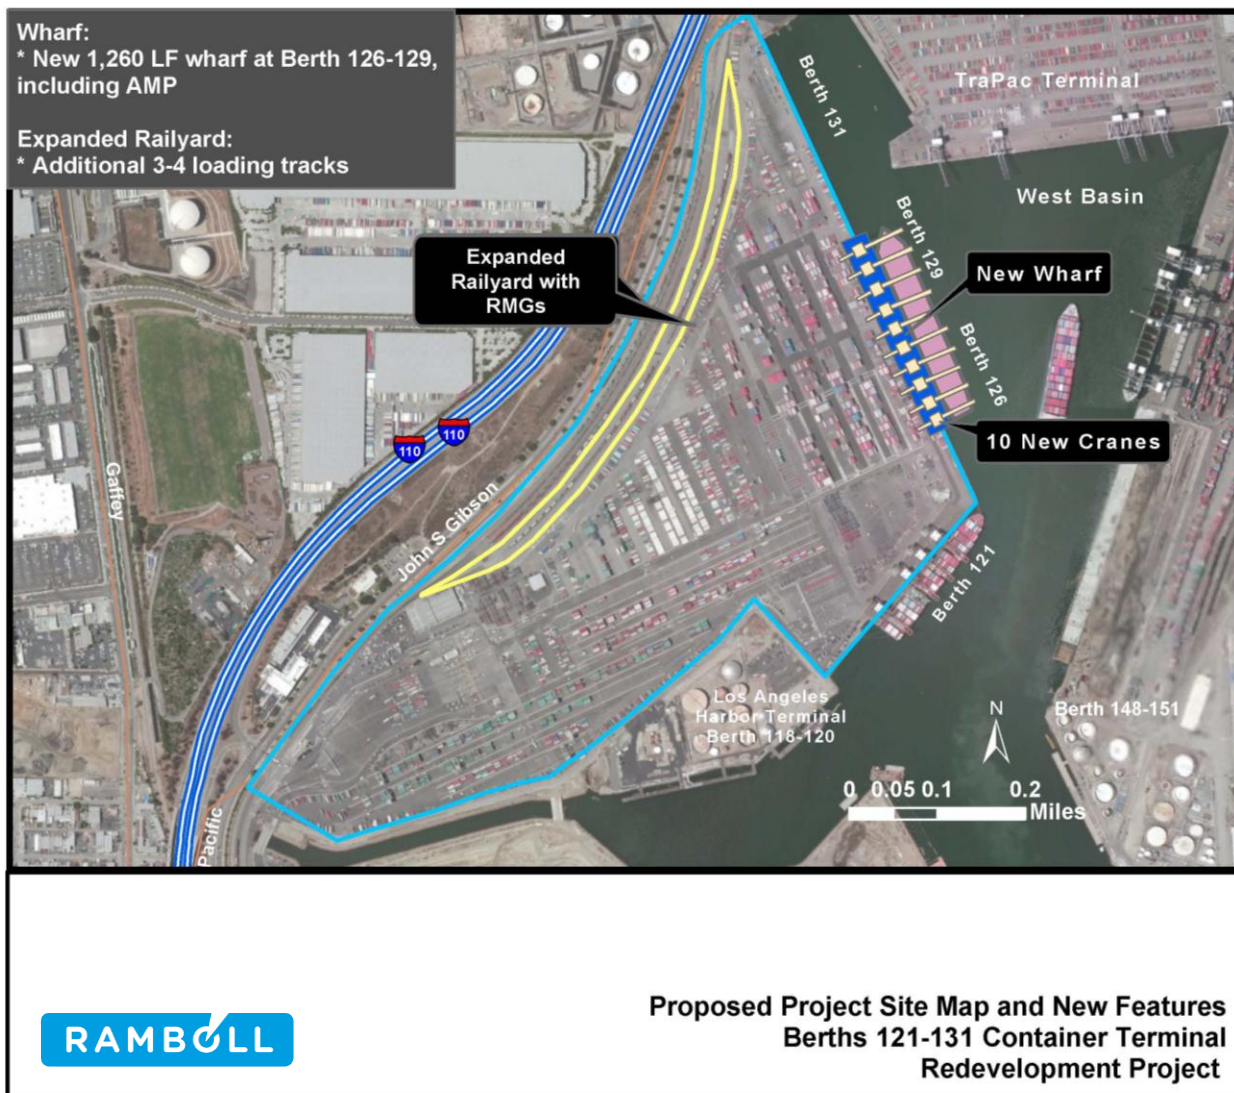 Wharf:
* New 1,260 LF wharf at Berth 126-129,
including AMP
Expanded Railyard:
* Additional 3-4 loading tracks
TraPac Terminal
Berth 131
West Basin
Berth 129
Expanded
Railyard with
RMGs
New Wharf
Berth 126
110
110
10 New Cranes
Gaffey
John S Gibson
Berth 121
Los Angeles
Harbor Terminal
Berth 118-120
N
Berth 148-151
0 0.05 0.1 0.2
Miles
Pacific
RAMBOLL
Proposed Project Site Map and New Features
Berths 121-131 Container Terminal
Redevelopment Project